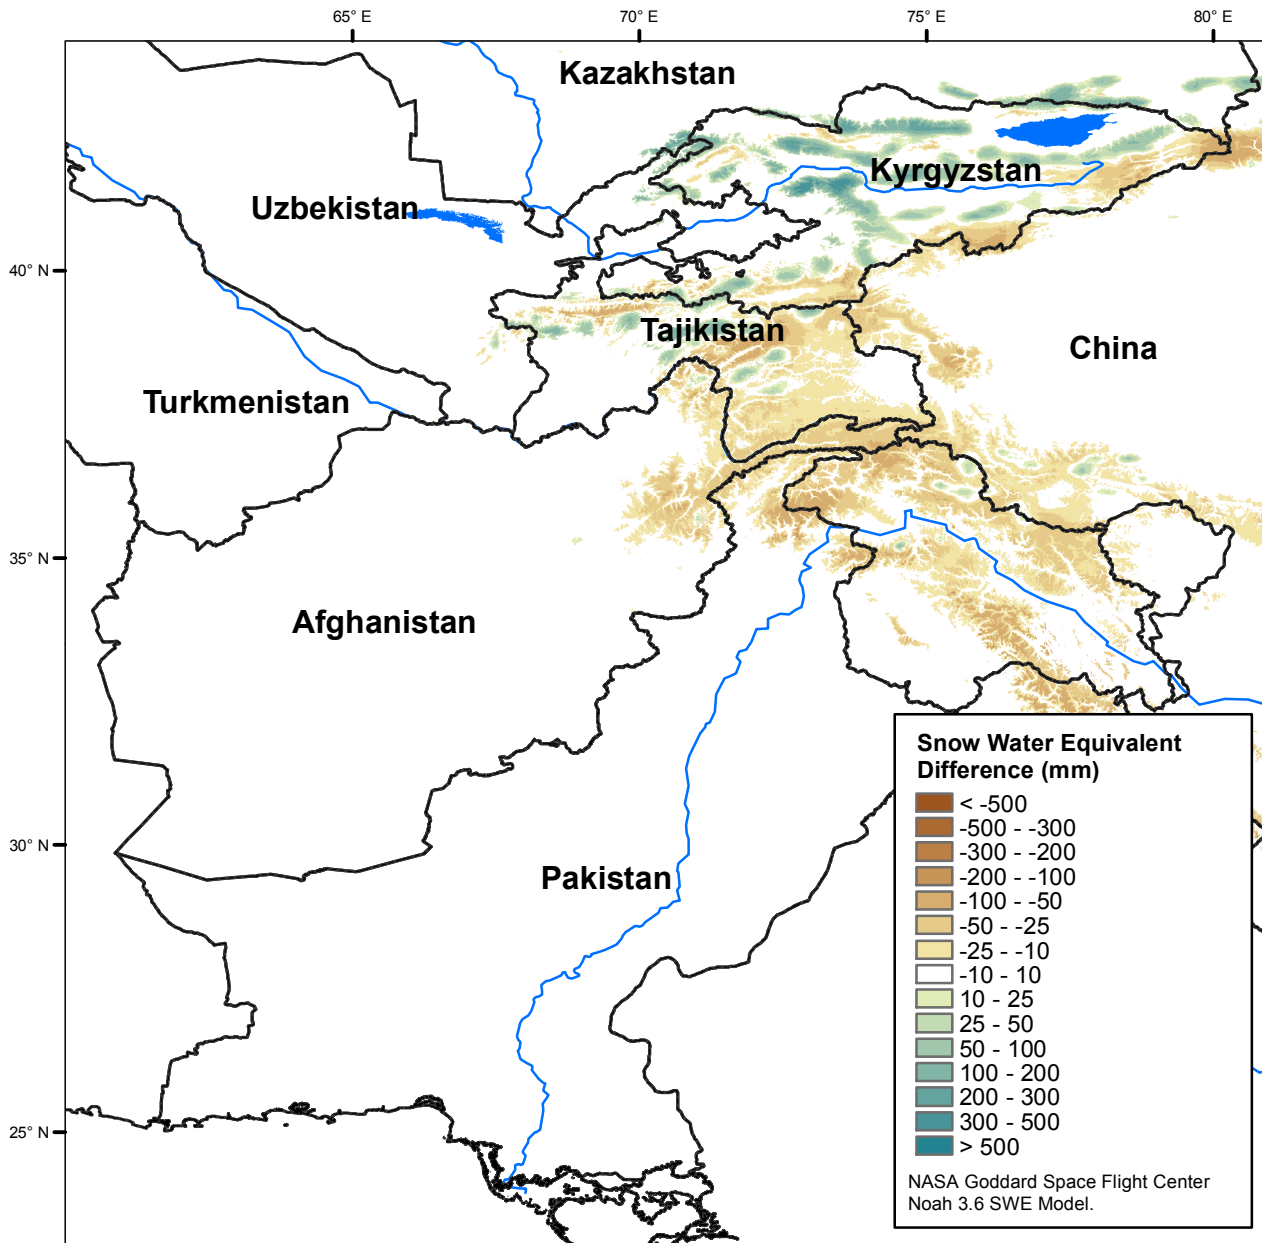 65° E
70° E
75° E
80° E
Kazakhstan
Kyrgyzstan
Uzbekistan
40° N
Tajikistan
China
Turkmenistan
35° N
Afghanistan
30° N
Pakistan
25° N
Snow Water Equivalent
Difference (mm)
< -500
-500 - -300
-300 - -200
-200 - -100
-100 - -50
-50 - -25
-25 - -10
-10 - 10
10 - 25
25 - 50
50 - 100
100 - 200
200 - 300
300 - 500
> 500
NASA Goddard Space Flight Center
Noah 3.6 SWE Model.